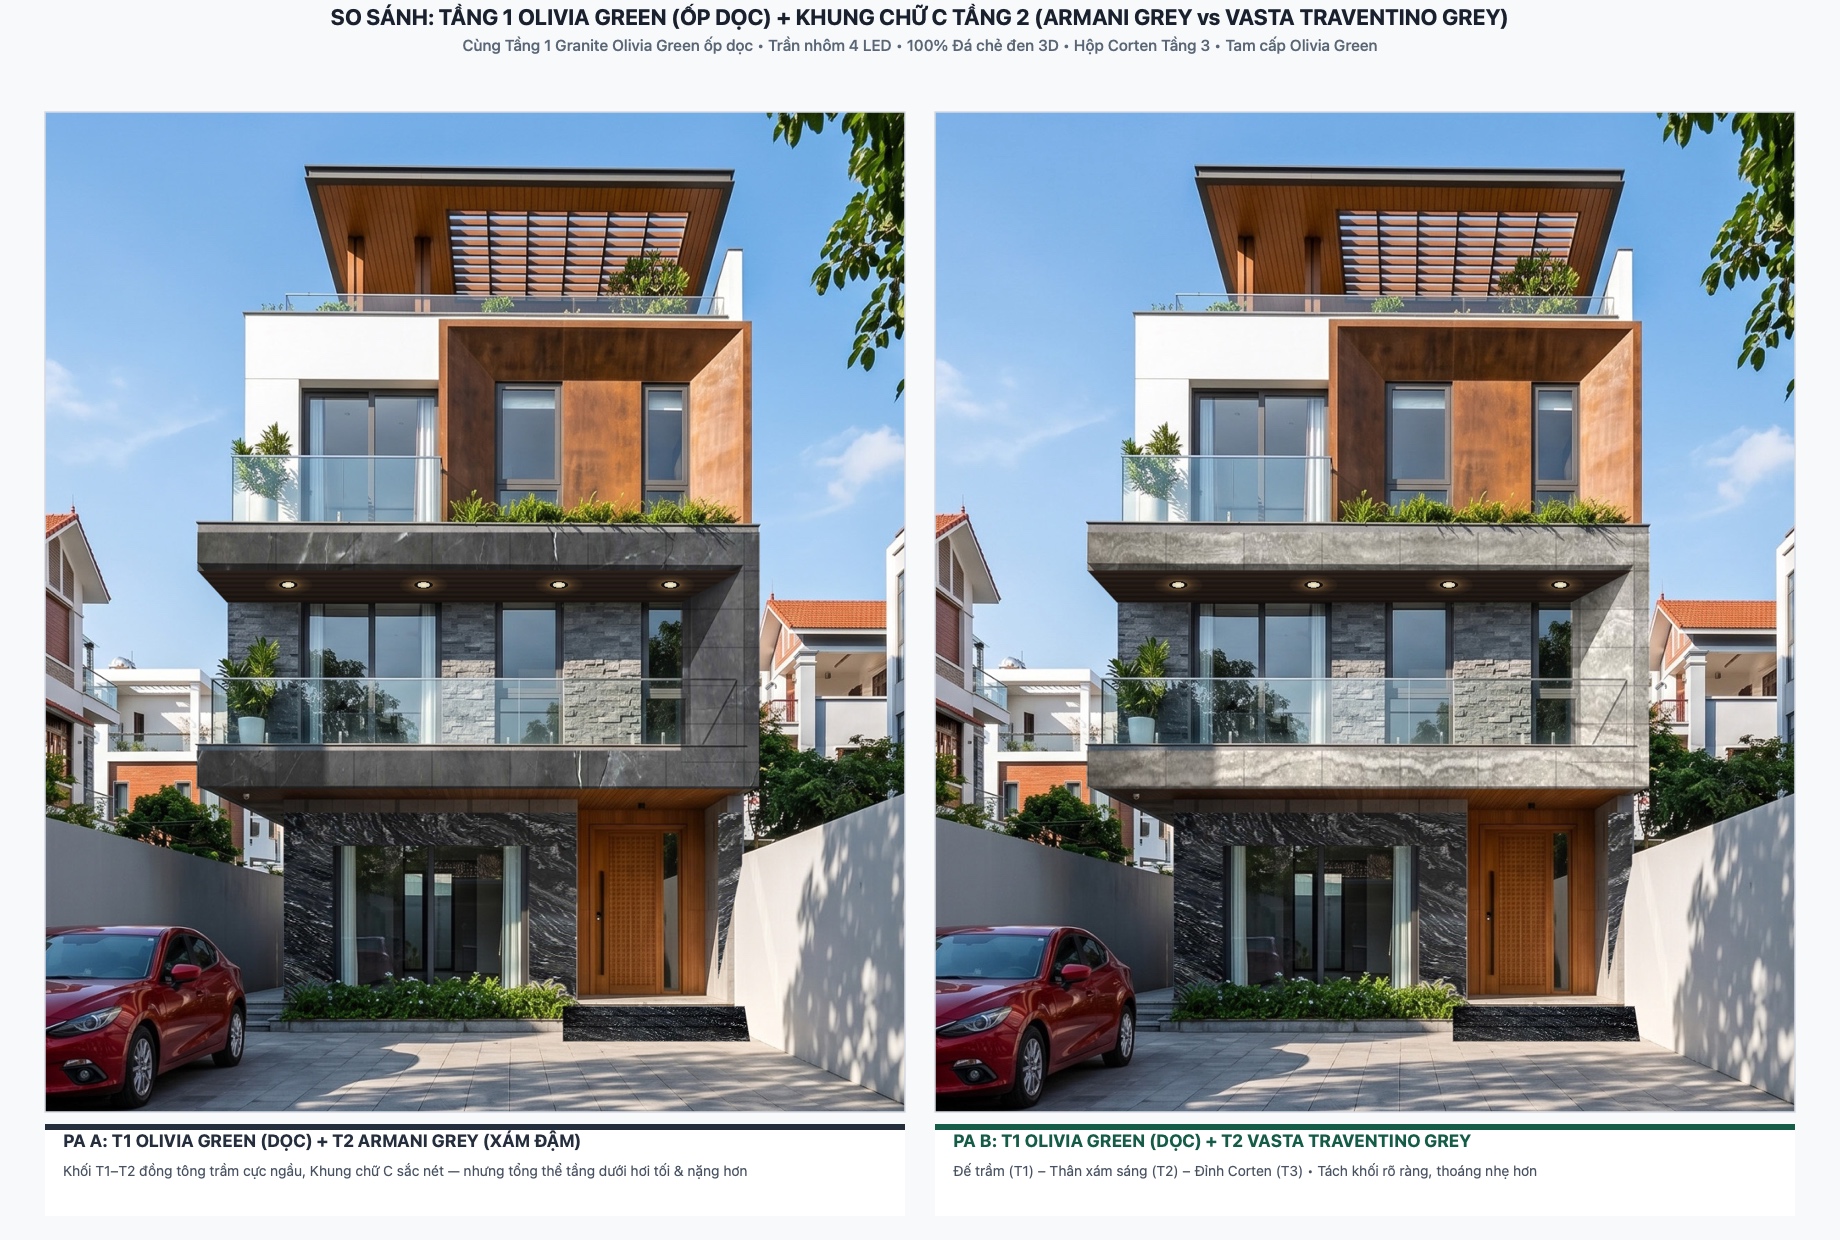 SO SÁNH: TẦNG 1 OLIVIA GREEN (ỐP DỌC) + KHUNG CHỮ C TẦNG 2 (ARMANI GREY vs VASTA TRAVENTINO GREY)
Cùng Tầng 1 Granite Olivia Green ốp dọc • Trần nhôm 4 LED • 100% Đá chẻ đen 3D • Hộp Corten Tầng 3 • Tam cấp Olivia Green
PA A: T1 OLIVIA GREEN (DỌC) + T2 ARMANI GREY (XÁM ĐẬM)
Khối T1–T2 đồng tông trầm cực ngầu, Khung chữ C sắc nét — nhưng tổng thể tầng dưới hơi tối & nặng hơn
PA B: T1 OLIVIA GREEN (DỌC) + T2 VASTA TRAVENTINO GREY
Đế trầm (T1) – Thân xám sáng (T2) – Đỉnh Corten (T3) • Tách khối rõ ràng, thoáng nhẹ hơn